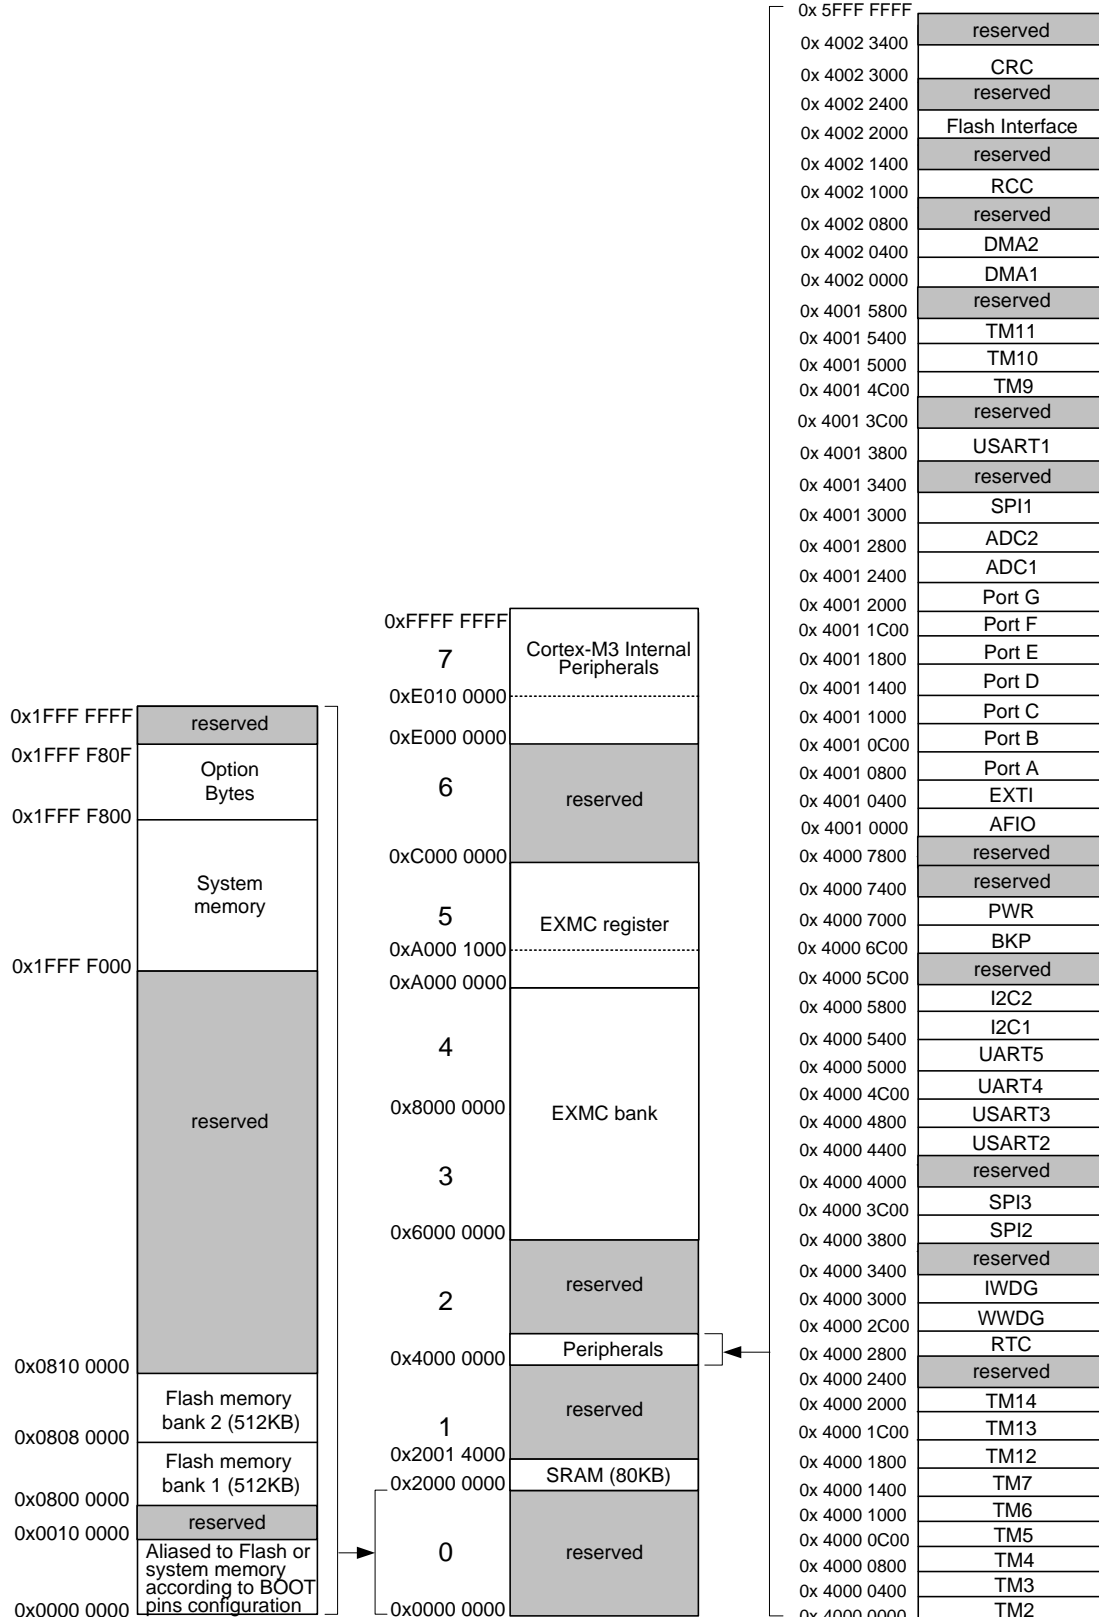 0x1FFF FFFF
reserved
0x1FFF F80F
Option
Bytes
0x1FFF F800
System
memory
0x1FFF F000
reserved
0x0810 0000
Flash memory
bank 2 (512KB)
0x0808 0000
Flash memory
bank 1 (512KB)
0x0800 0000
reserved
0x0010 0000
Aliased to Flash or
system memory
according to BOOT
pins configuration
0x0000 0000
0xFFFF FFFF
7
Cortex-M3 Internal
Peripherals
0xE010 0000
0xE000 0000
6
reserved
0xC000 0000
5
EXMC register
0xA000 1000
0xA000 0000
4
0x8000 0000
EXMC bank
3
0x6000 0000
reserved
2
Peripherals
0x4000 0000
reserved
1
0x2001 4000
SRAM (80KB)
0x2000 0000
0
reserved
0x0000 0000
0x 5FFF FFFF
reserved
0x 4002 3400
CRC
0x 4002 3000
reserved
0x 4002 2400
Flash Interface
0x 4002 2000
reserved
0x 4002 1400
RCC
0x 4002 1000
reserved
0x 4002 0800
DMA2
0x 4002 0400
DMA1
0x 4002 0000
reserved
0x 4001 5800
TM11
0x 4001 5400
TM10
0x 4001 5000
TM9
0x 4001 4C00
reserved
0x 4001 3C00
USART1
0x 4001 3800
reserved
0x 4001 3400
SPI1
0x 4001 3000
ADC2
0x 4001 2800
ADC1
0x 4001 2400
Port G
0x 4001 2000
Port F
0x 4001 1C00
Port E
0x 4001 1800
Port D
0x 4001 1400
Port C
0x 4001 1000
Port B
0x 4001 0C00
Port A
0x 4001 0800
EXTI
0x 4001 0400
AFIO
0x 4001 0000
reserved
0x 4000 7800
reserved
0x 4000 7400
PWR
0x 4000 7000
BKP
0x 4000 6C00
reserved
0x 4000 5C00
I2C2
0x 4000 5800
I2C1
0x 4000 5400
UART5
0x 4000 5000
UART4
0x 4000 4C00
USART3
0x 4000 4800
USART2
0x 4000 4400
reserved
0x 4000 4000
SPI3
0x 4000 3C00
SPI2
0x 4000 3800
reserved
0x 4000 3400
IWDG
0x 4000 3000
WWDG
0x 4000 2C00
RTC
0x 4000 2800
reserved
0x 4000 2400
TM14
0x 4000 2000
TM13
0x 4000 1C00
TM12
0x 4000 1800
TM7
0x 4000 1400
TM6
0x 4000 1000
TM5
0x 4000 0C00
TM4
0x 4000 0800
TM3
0x 4000 0400
TM2
0x 4000 0000